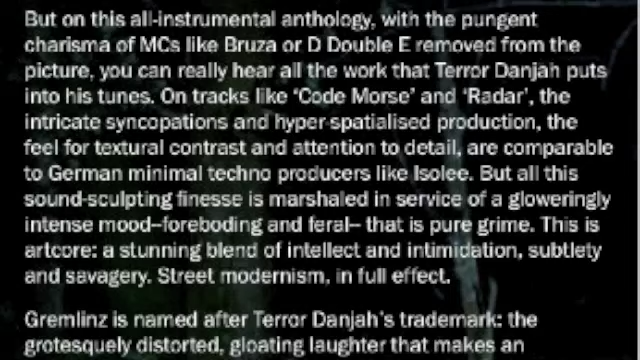 But on this all-instrumental anthology, with the pungent
charisma of MCs like Bruza or D Double E removed from the
picture, you can really hear all the work that Terror Danjah puts
into his tunes. On tracks like ‘Code Morse’ and ‘Radar’, the
intricate syncopations and hyper-spatialised production, the
feel for textural contrast and attention to detail, are comparable
to German minimal techno producers like Isolee. But all this
sound-sculpting finesse is marshaled in service of a gloweringly
intense mood–foreboding and feral– that is pure grime. This is
artcore: a stunning blend of intellect and intimidation, subtlety
and savagery. Street modernism, in full effect.
Gremlinz is named after Terror Danjah’s trademark: the
grotesquely distorted, gloating laughter that makes an